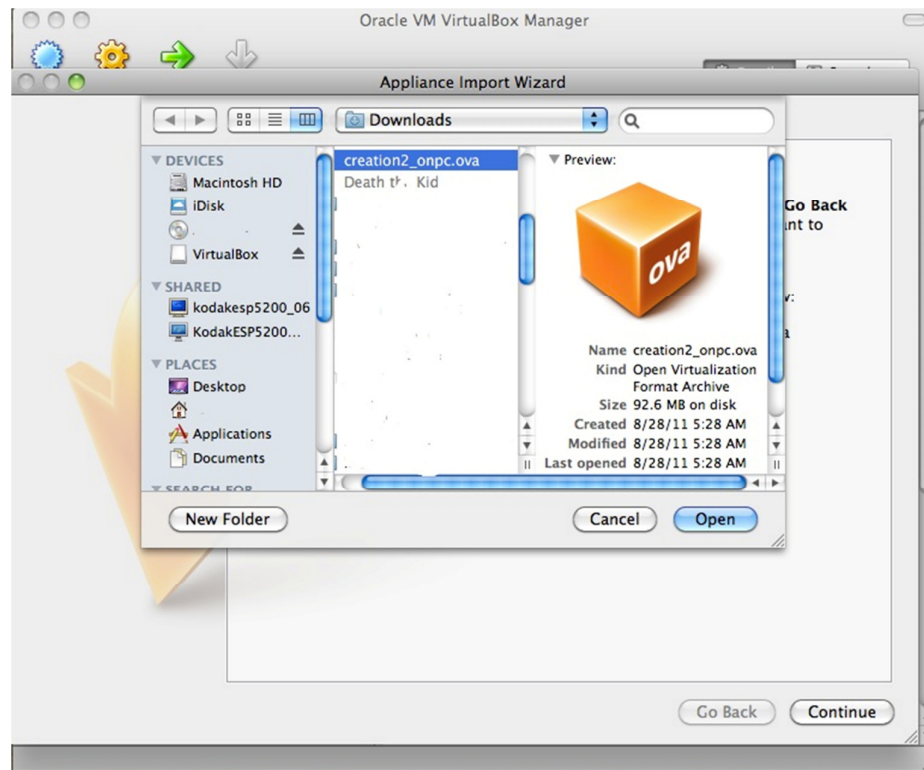 Oracle VM VirtualBox Manager
Appliance Import Wizard
Downloads
DEVICES
Macintosh HD
iDisk
VirtualBox
SHARED
kodakesp5200_06
KodakESP5200...
PLACES
Desktop
Applications
Documents
SEARCH FOR
creation2_onpc.ova
Kid
Preview:
ova
Name creation2_onpc.ova
Kind Open Virtualization
Format Archive
Size 92.6 MB on disk
Created 8/28/11 5:28 AM
Modified 8/28/11 5:28 AM
Last opened 8/28/11 5:28 AM
Go Back
to
New Folder
Cancel
Open
Go Back
Continue